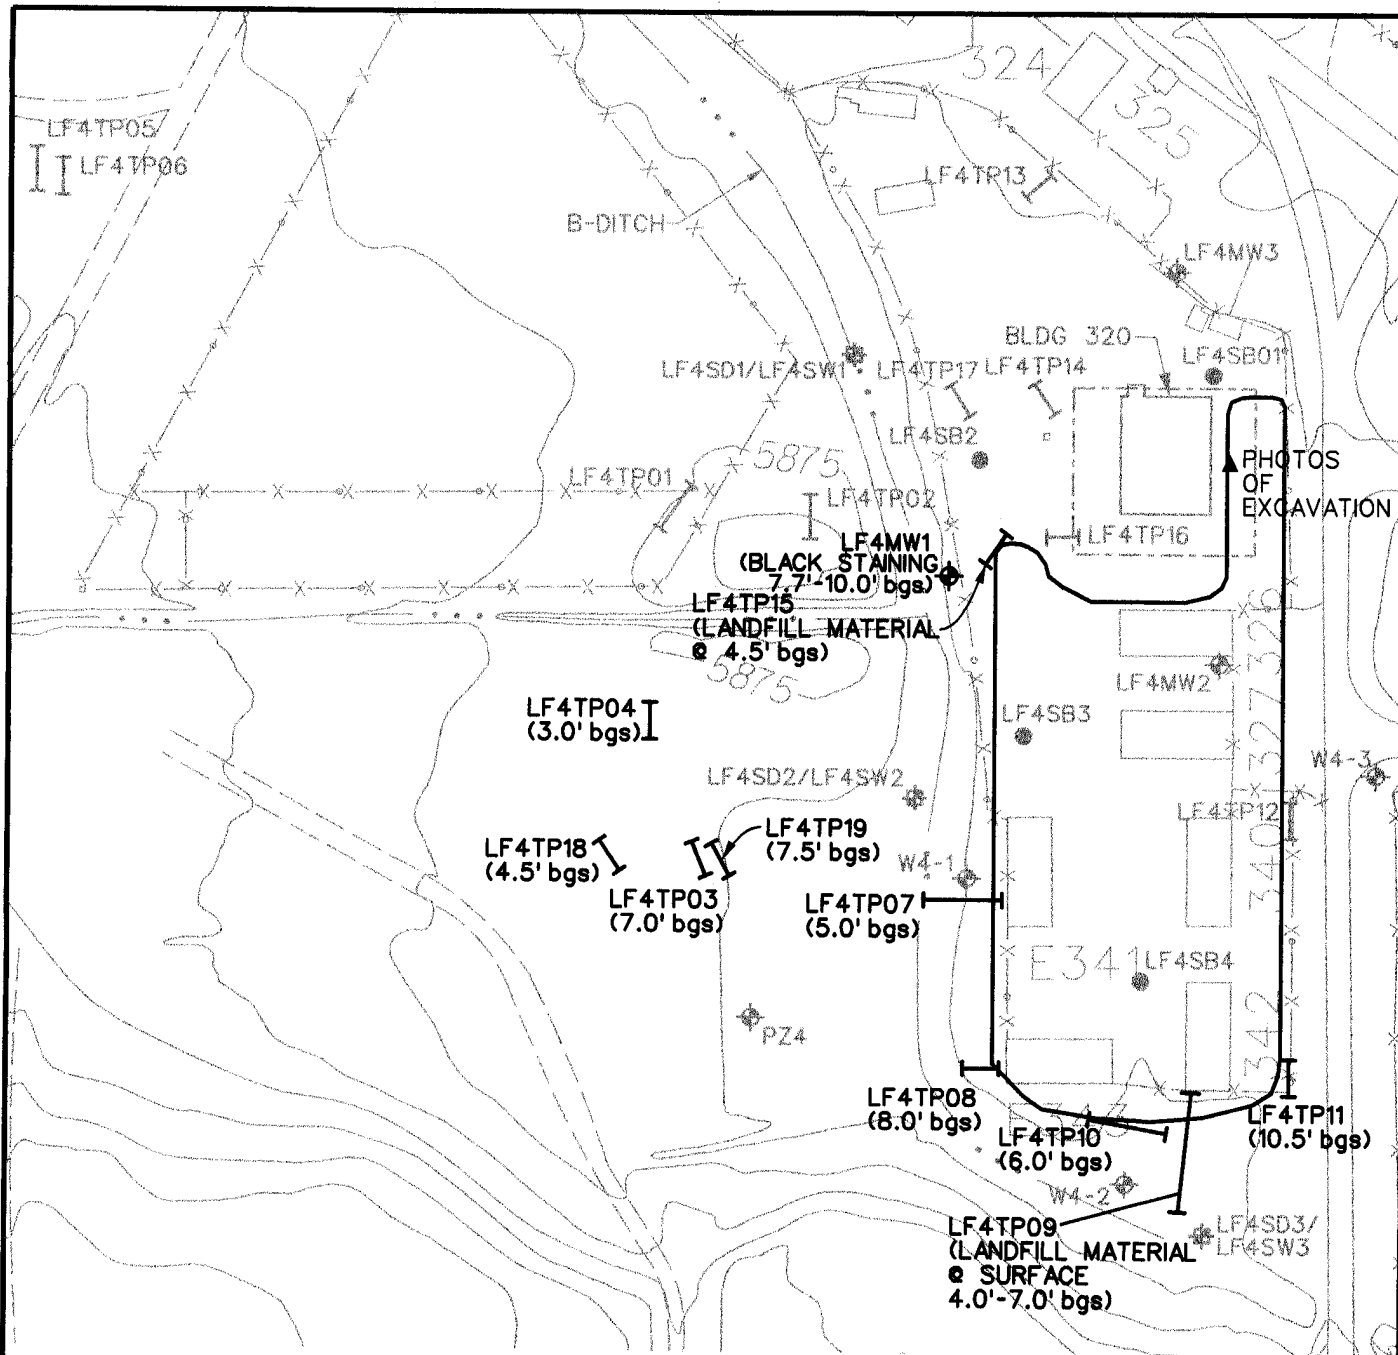 324
325
LF4TP05
LF4TP06
LF4TP13
B-DITCH
LF4MW3
BLDG 320
LF4SB01
LF4SD1/LF4SW1
LF4TP17
LF4TP14
LF4SB2
5875
PHOTOS
OF
EXCAVATION
LF4TP01
LF4TP02
LF4TP16
LF4MW1
(BLACK STAINING
7.7'-10.0' bgs)
LF4TP15
(LANDFILL MATERIAL
@ 4.5' bgs)
5875
326
LF4MW2
LF4TP04
(3.0' bgs)
LF4SB3
327
W4-3
LF4SD2/LF4SW2
LF4TP12
LF4TP19
(7.5' bgs)
LF4TP18
(4.5' bgs)
W4-1
340
LF4TP03
(7.0' bgs)
LF4TP07
(5.0' bgs)
E341
LF4SB4
PZ4
342
LF4TP08
(8.0' bgs)
LF4TP11
(10.5' bgs)
LF4TP10
(6.0' bgs)
W4-2
LF4TP09
(LANDFILL MATERIAL
@ SURFACE
4.0'-7.0' bgs)
LF4SD3/
LF4SW3